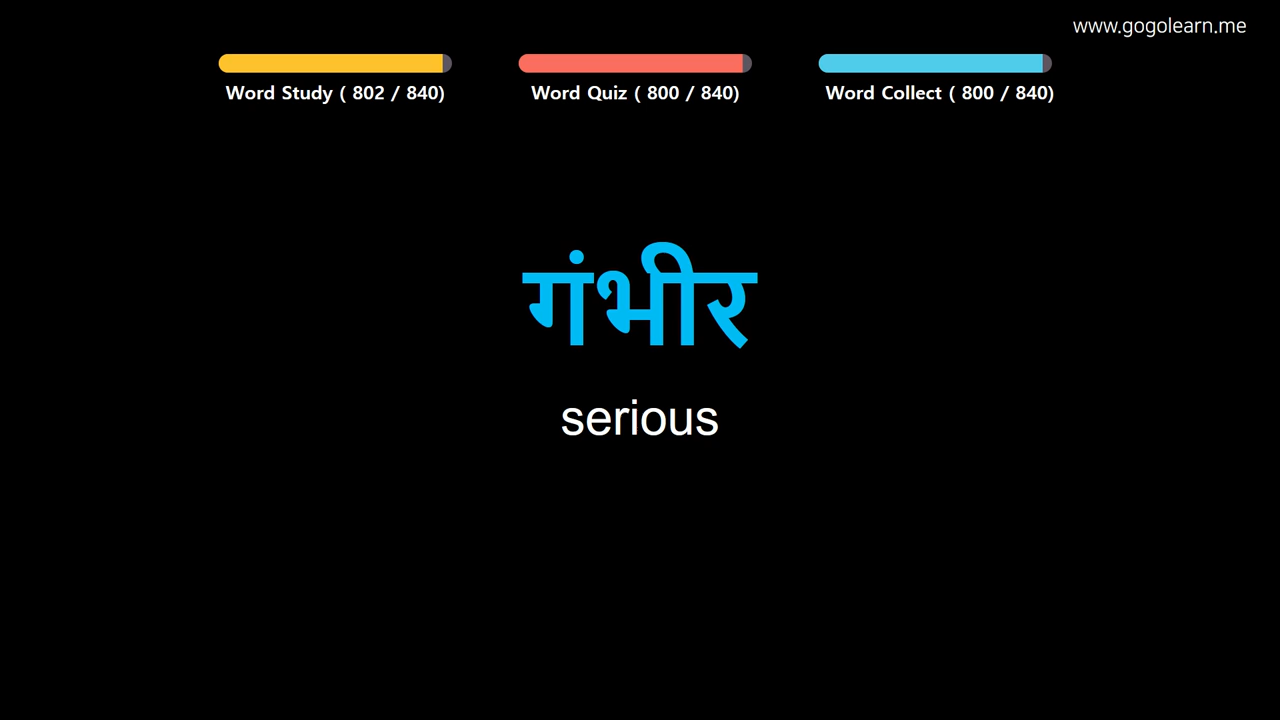 www.gogolearn.me
Word Study ( 802 / 840)
Word Quiz ( 800 / 840)
Word Collect ( 800 / 840)
गंभीर
serious